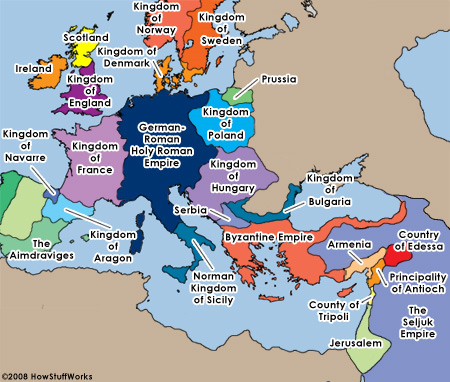 Kingdom
of
Norway
Kingdom
of
Sweden
Scotland
Kingdom of
Denmark
Ireland
Kingdom
of
England
Prussia
Kingdom
of
Poland
German-
Roman
Holy Roman
Empire
Kingdom
of
Navarre
Kingdom
of
France
Kingdom
of
Hungary
Kingdom
of
Bulgaria
Serbia
Byzantine Empire
Country
of Edessa
Armenia
The
Aimdraviges
Kingdom
of
Aragon
Norman
Kingdom
of Sicily
Principality
of Antioch
County of
Tripoli
The
Seljuk
Empire
Jerusalem
©2008 HowStuffWorks